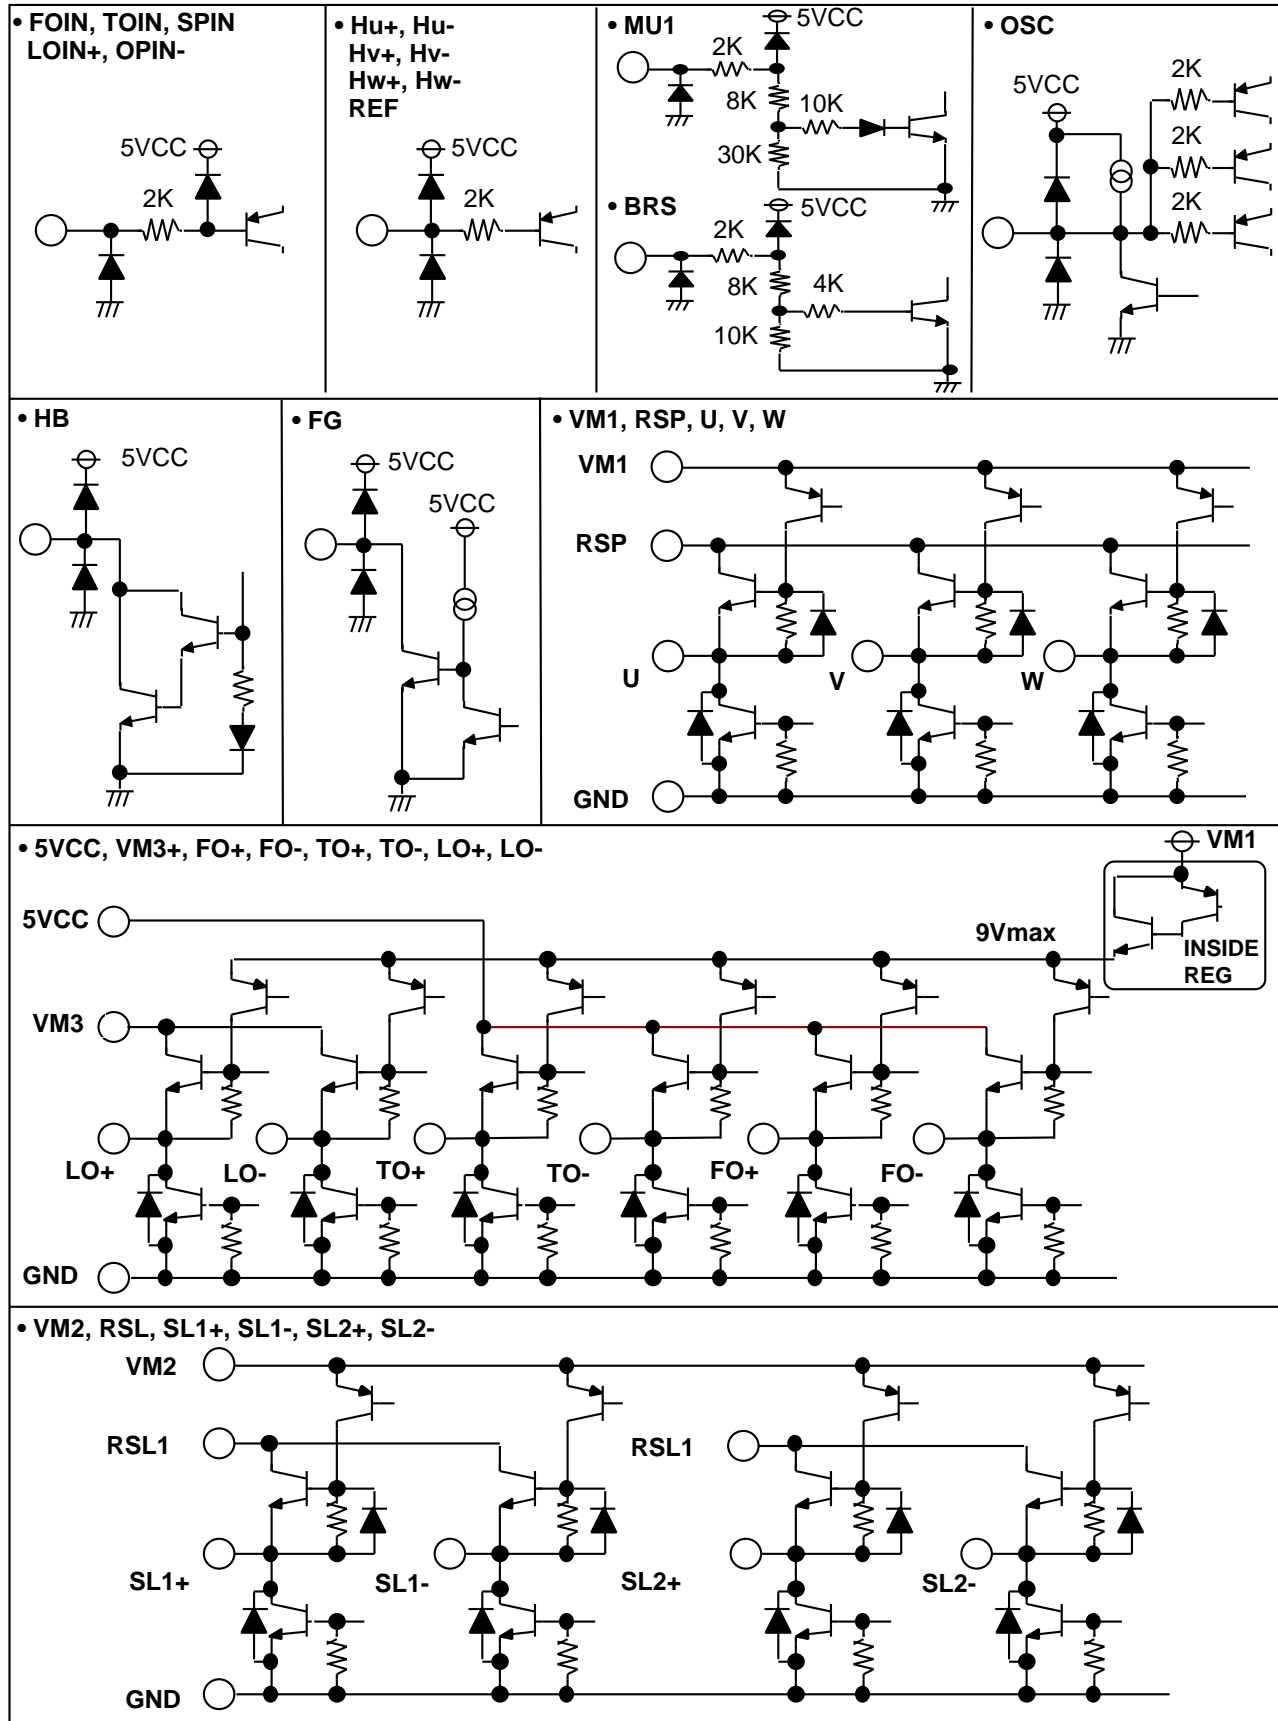 • FOIN, TOIN, SPIN
LOIN+, OPIN-
5VCC
2K
• Hu+, Hu-
Hv+, Hv-
Hw+, Hw-
REF
5VCC
2K
• MU1
5VCC
2K
8K
10K
30K
• BRS
5VCC
2K
8K
4K
10K
• OSC
5VCC
2K
2K
2K
• HB
5VCC
• FG
5VCC
5VCC
• VM1, RSP, U, V, W
VM1
RSP
U
V
W
GND
• 5VCC, VM3+, FO+, FO-, TO+, TO-, LO+, LO-
VM1
5VCC
9Vmax
INSIDE
REG
VM3
LO+
LO-
TO+
TO-
FO+
FO-
GND
• VM2, RSL, SL1+, SL1-, SL2+, SL2-
VM2
RSL1
RSL1
SL1+
SL1-
SL2+
SL2-
GND